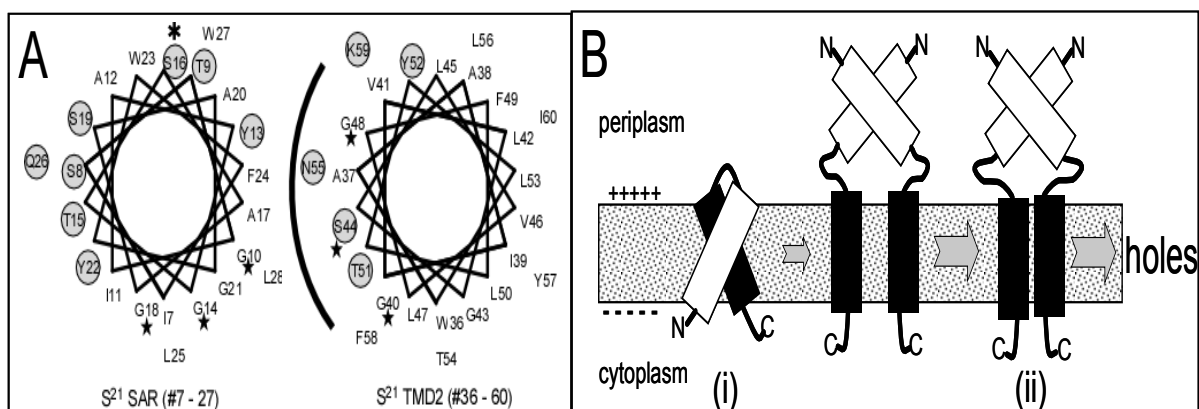 A
✱
W27
W23
S16
T9
A12
A20
S19
Y13
Q26
S8
F24
T15
A17
Y22
G10
L28
I11
G21
G18
I7
G14
L25
S²¹ SAR (#7 - 27)
K59
Y52
L45
L56
V41
A38
F49
G48
I60
L42
N55
A37
L53
S44
V46
T51
I39
Y57
G40
L50
L47
W36
G43
F58
T54
S²¹ TMD2 (#36 - 60)
B
N
N
N
N
periplasm
+++++
holes
-----
N
C
C
C
C
C
cytoplasm
(i)
(ii)